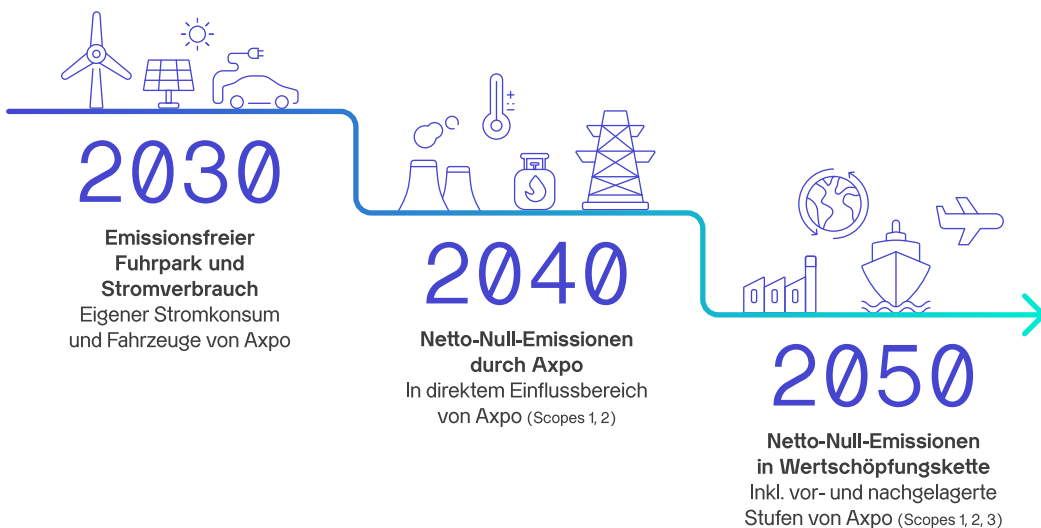 2030
Emissionsfreier
Fuhrpark und
Stromverbrauch
Eigener Stromkonsum
und Fahrzeuge von Axpo
2040
Netto-Null-Emissionen
durch Axpo
In direktem Einflussbereich
von Axpo (Scopes 1, 2)
2050
Netto-Null-Emissionen
in Wertschöpfungskette
Inkl. vor- und nachgelagerte
Stufen von Axpo (Scopes 1, 2, 3)